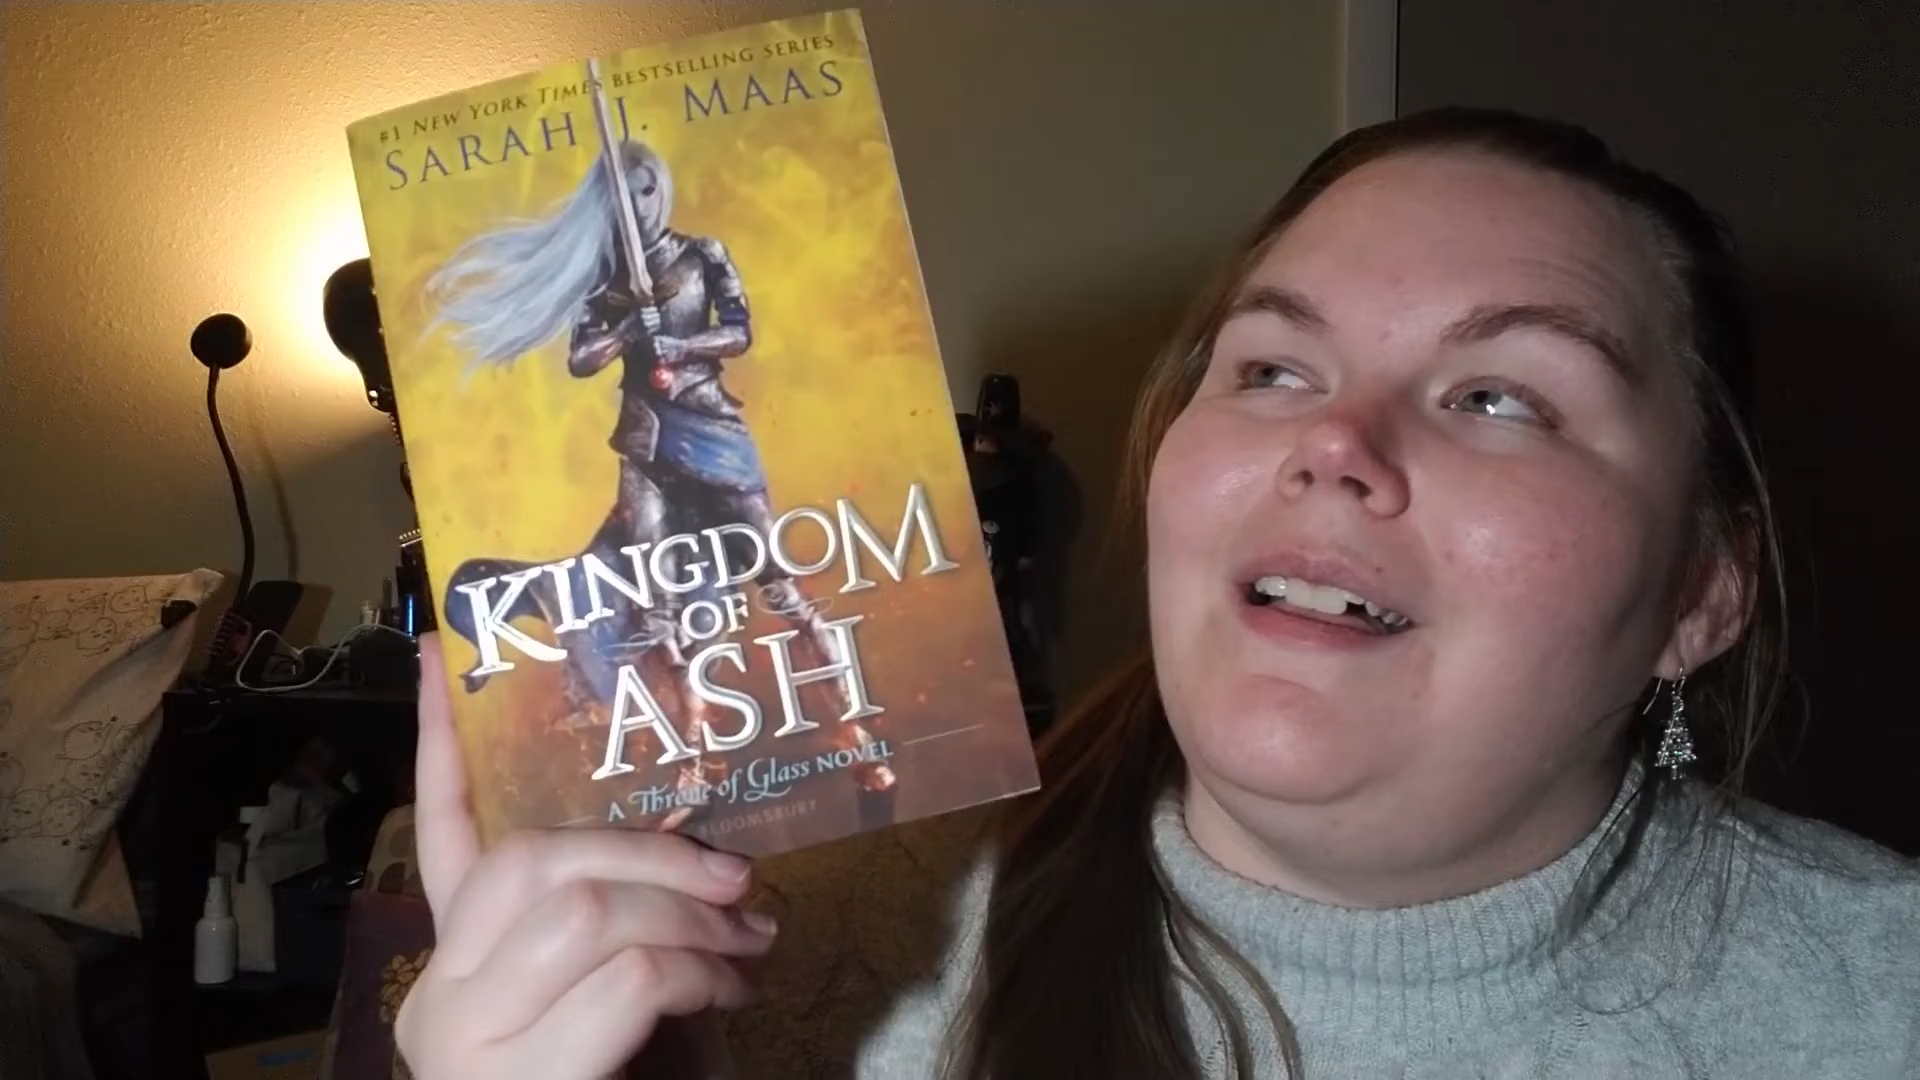 #1 NEW YORK TIMES BESTSELLING SERIES
SARAH J. MAAS
KINGDOM
OF
ASH
A Throne of Glass NOVEL
BLOOMSBURY